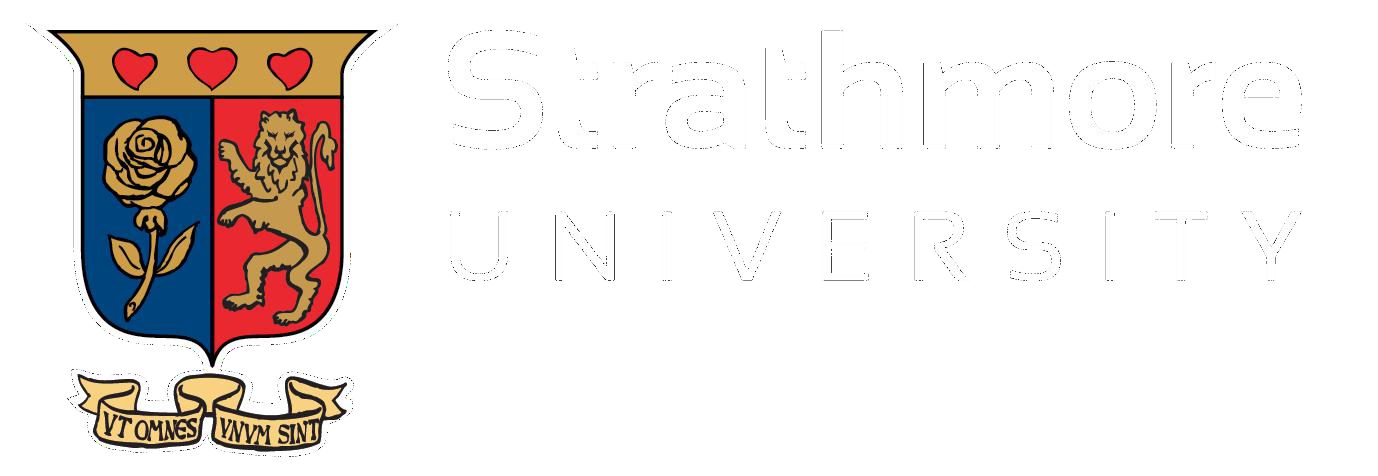 Strathmore
UNIVERSITY
VT OMNES VNVM SINT